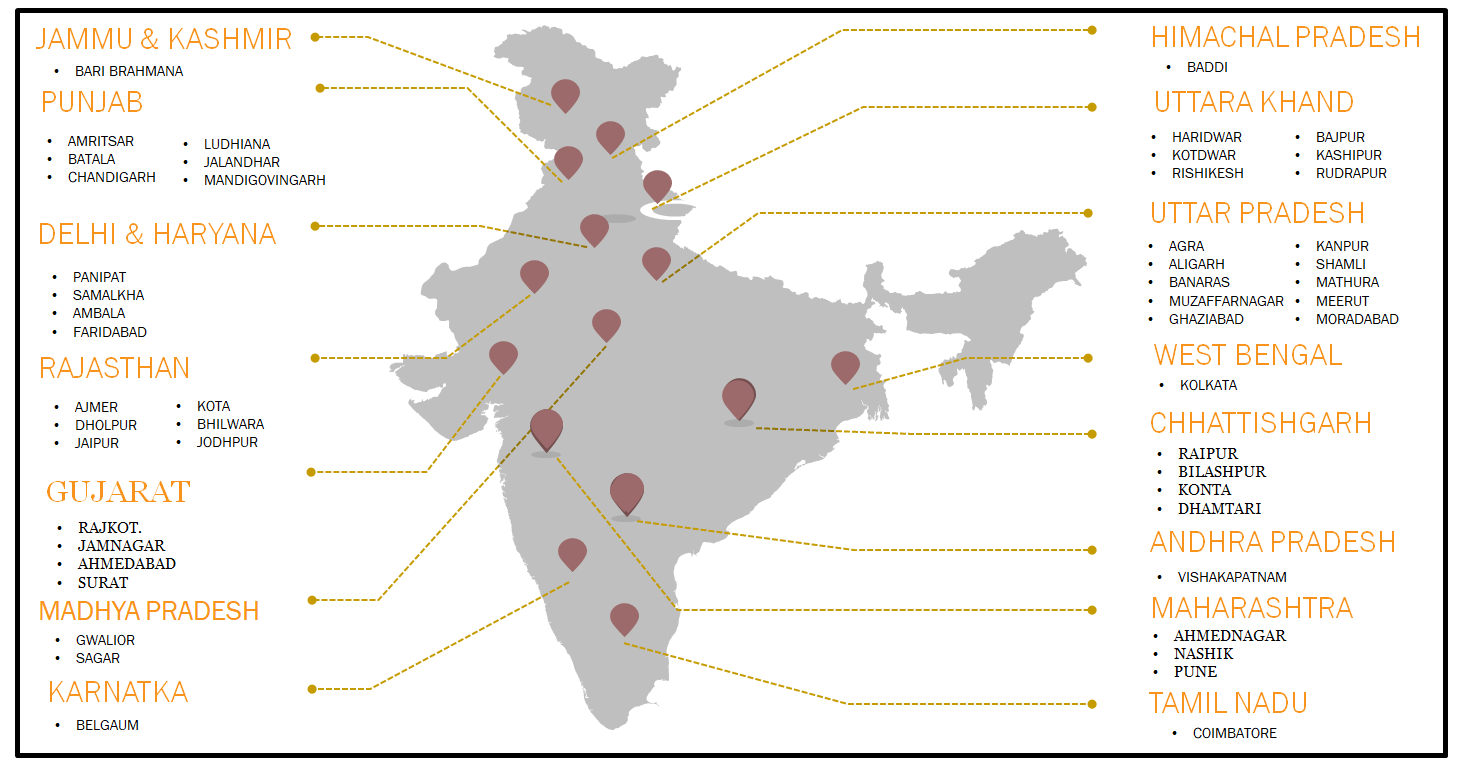 JAMMU & KASHMIR
• BARI BRAHMANA
PUNJAB
• AMRITSAR
• BATALA
• CHANDIGARH
• LUDHIANA
• JALANDHAR
• MANDIGOVINGARH
DELHI & HARYANA
• PANIPAT
• SAMALKHA
• AMBALA
• FARIDABAD
RAJASTHAN
• AJMER
• DHOLPUR
• JAIPUR
• KOTA
• BHILWARA
• JODHPUR
GUJARAT
• RAJKOT.
• JAMNAGAR
• AHMEDABAD
• SURAT
MADHYA PRADESH
• GWALIOR
• SAGAR
KARNATKA
• BELGAUM
HIMACHAL PRADESH
• BADDI
UTTARA KHAND
• HARIDWAR
• KOTDWAR
• RISHIKESH
• BAJPUR
• KASHIPUR
• RUDRAPUR
UTTAR PRADESH
• AGRA
• ALIGARH
• BANARAS
• MUZAFFARNAGAR
• GHAZIABAD
• KANPUR
• SHAMLI
• MATHURA
• MEERUT
• MORADABAD
WEST BENGAL
• KOLKATA
CHHATTISHGARH
• RAIPUR
• BILASHPUR
• KONTA
• DHAMTARI
ANDHRA PRADESH
• VISHAKAPATNAM
MAHARASHTRA
• AHMEDNAGAR
• NASHIK
• PUNE
TAMIL NADU
• COIMBATORE